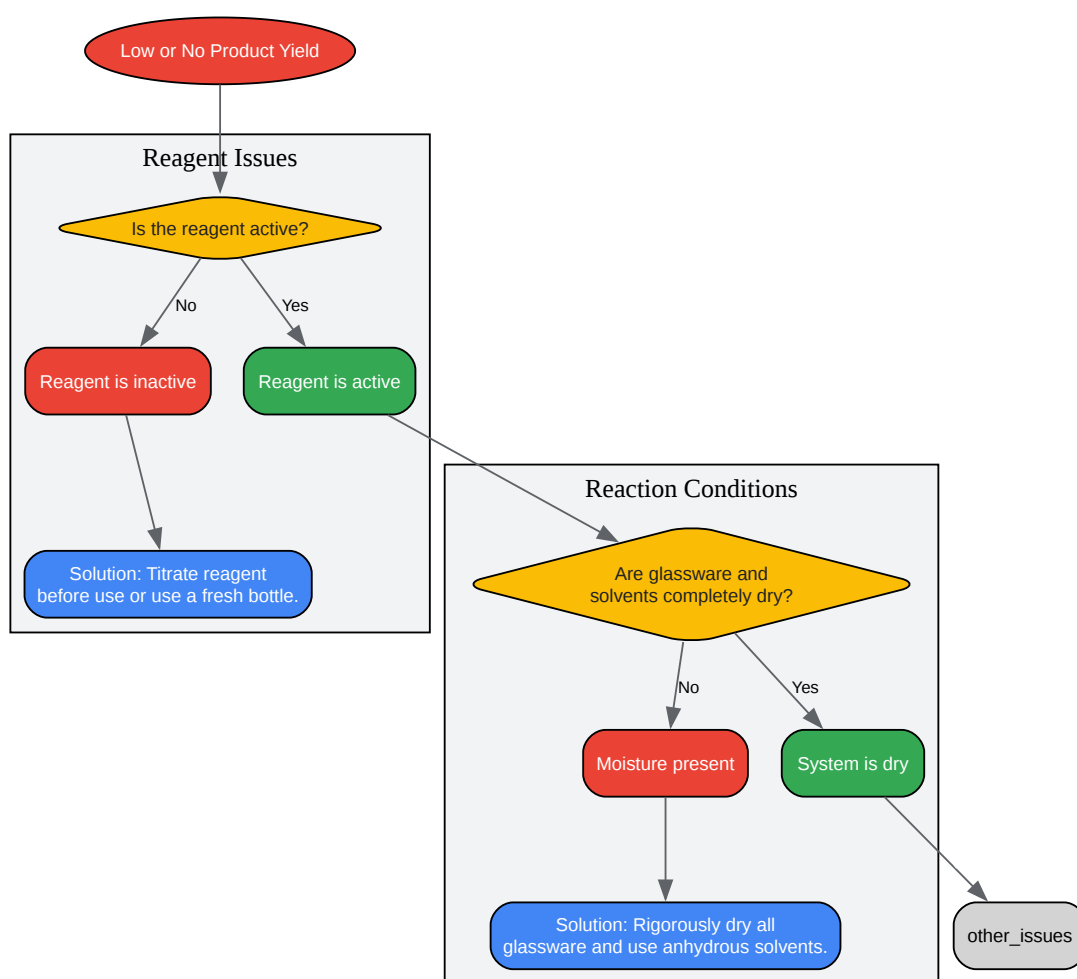 Low or No Product Yield
Reagent Issues
Is the reagent active?
No
Yes
Reagent is inactive
Reagent is active
Solution: Titrate reagent
before use or use a fresh bottle.
Reaction Conditions
Are glassware and
solvents completely dry?
No
Yes
Moisture present
System is dry
Solution: Rigorously dry all
glassware and use anhydrous solvents.
other_issues